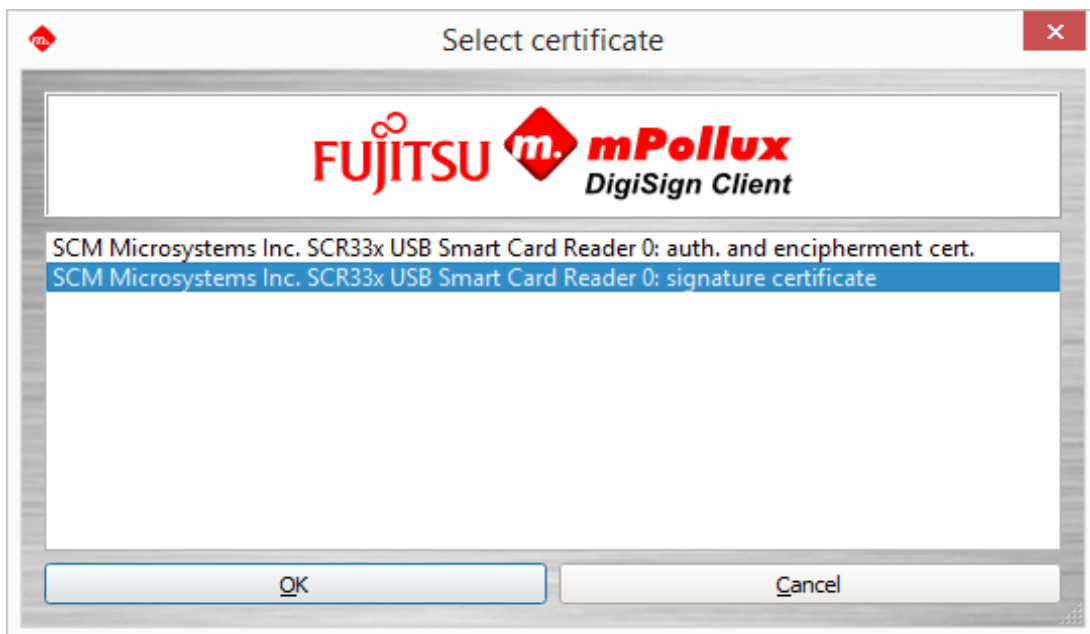 m.
Select certificate
FUJITSU m. mPollux
DigiSign Client
SCM Microsystems Inc. SCR33x USB Smart Card Reader 0: auth. and encipherment cert.
SCM Microsystems Inc. SCR33x USB Smart Card Reader 0: signature certificate
OK
Cancel